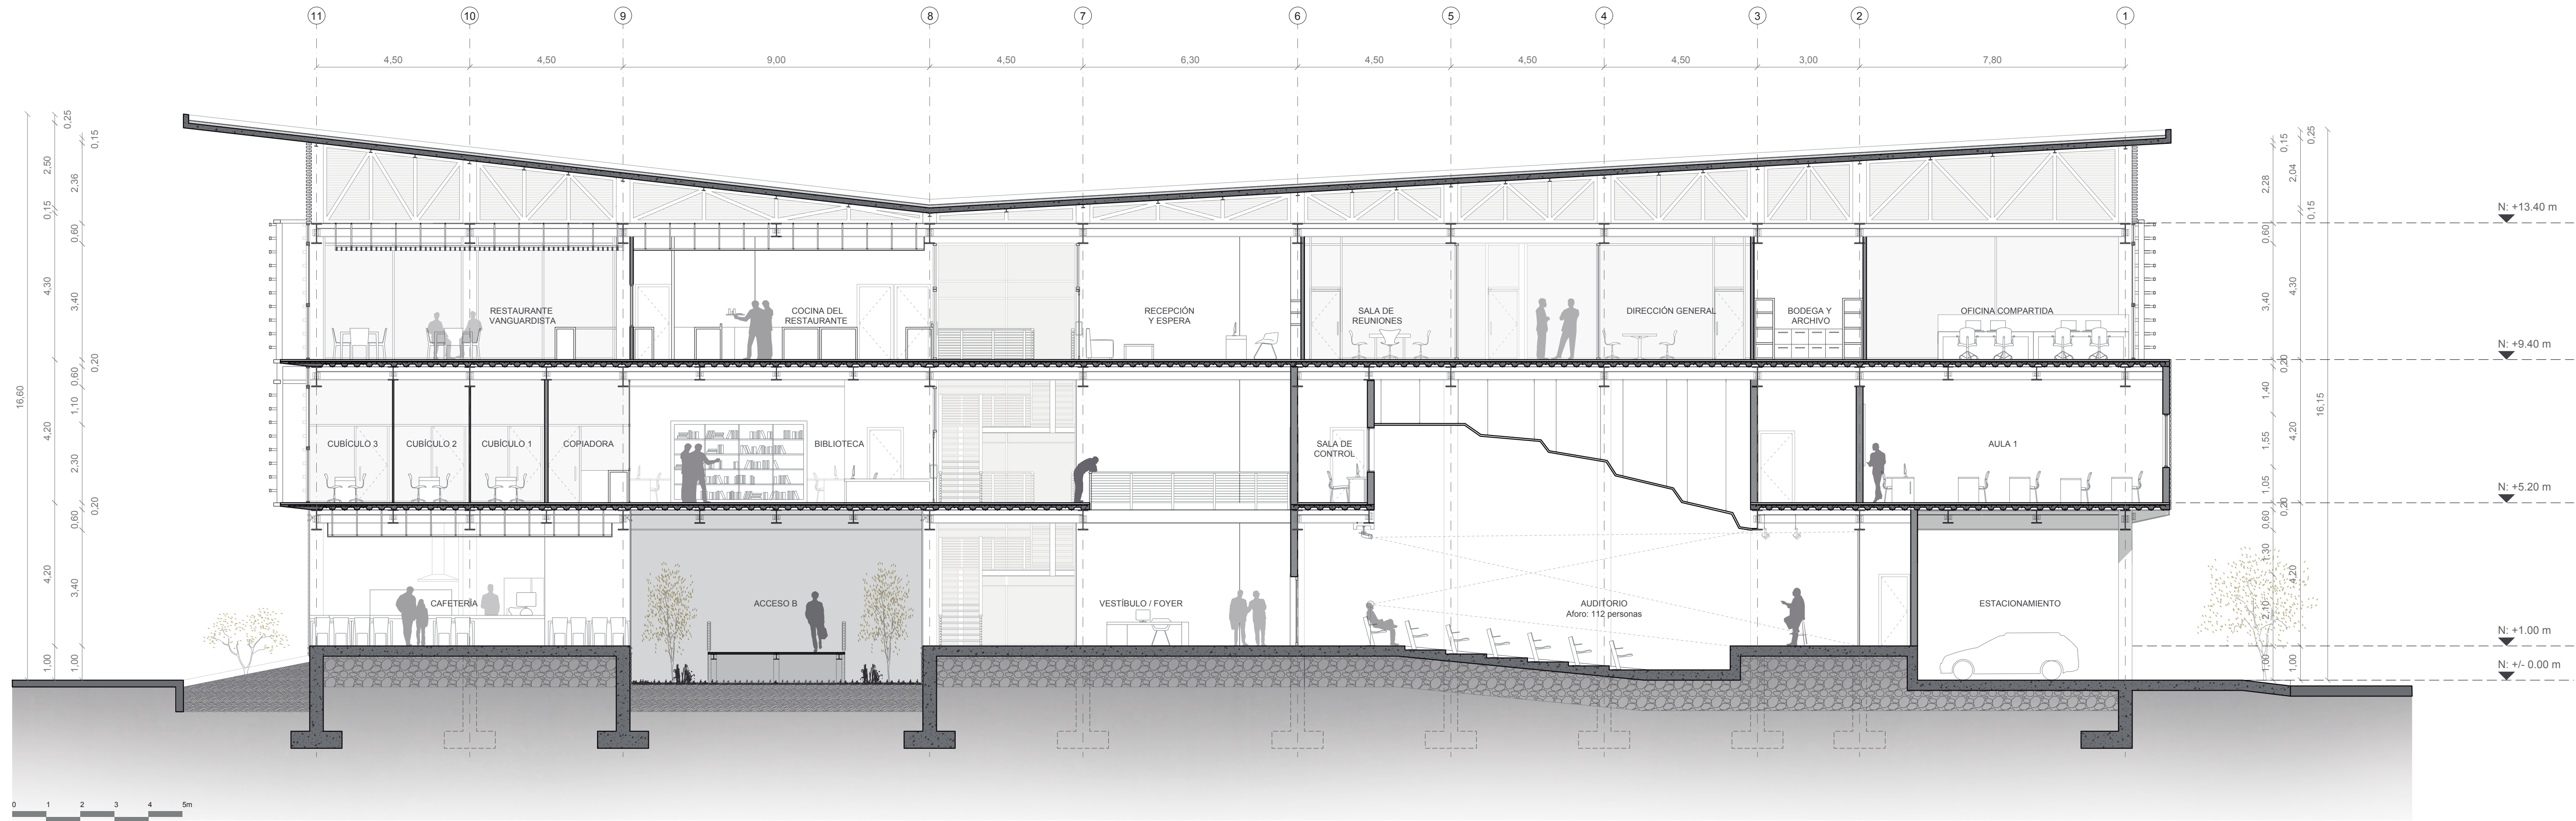 11 10 9 8 7 6 5 4 3 2 1
4,50 4,50 9,00 4,50 6,30 4,50 4,50 4,50 3,00 7,80
16,60
0,25
2,50
0,15
4,30
4,20
4,20
1,00
0,15
2,36
0,60
3,40
0,20
0,60
1,10
2,30
0,20
0,60
3,40
1,00
RESTAURANTE
VANGUARDISTA
COCINA DEL
RESTAURANTE
RECEPCIÓN
Y ESPERA
SALA DE
REUNIONES
DIRECCIÓN GENERAL
BODEGA Y
ARCHIVO
OFICINA COMPARTIDA
CUBÍCULO 3
CUBÍCULO 2
CUBÍCULO 1
COPIADORA
BIBLIOTECA
SALA DE
CONTROL
AULA 1
CAFETERÍA
ACCESO B
VESTÍBULO / FOYER
AUDITORIO
Aforo: 112 personas
ESTACIONAMIENTO
0,15
2,28
0,60
3,40
0,20
1,40
1,55
1,05
0,20
0,60
1,30
2,10
1,00
0,25
2,04
0,15
4,30
4,20
4,20
1,00
16,15
N: +13.40 m
N: +9.40 m
N: +5.20 m
N: +1.00 m
N: +/- 0.00 m
0 1 2 3 4 5m